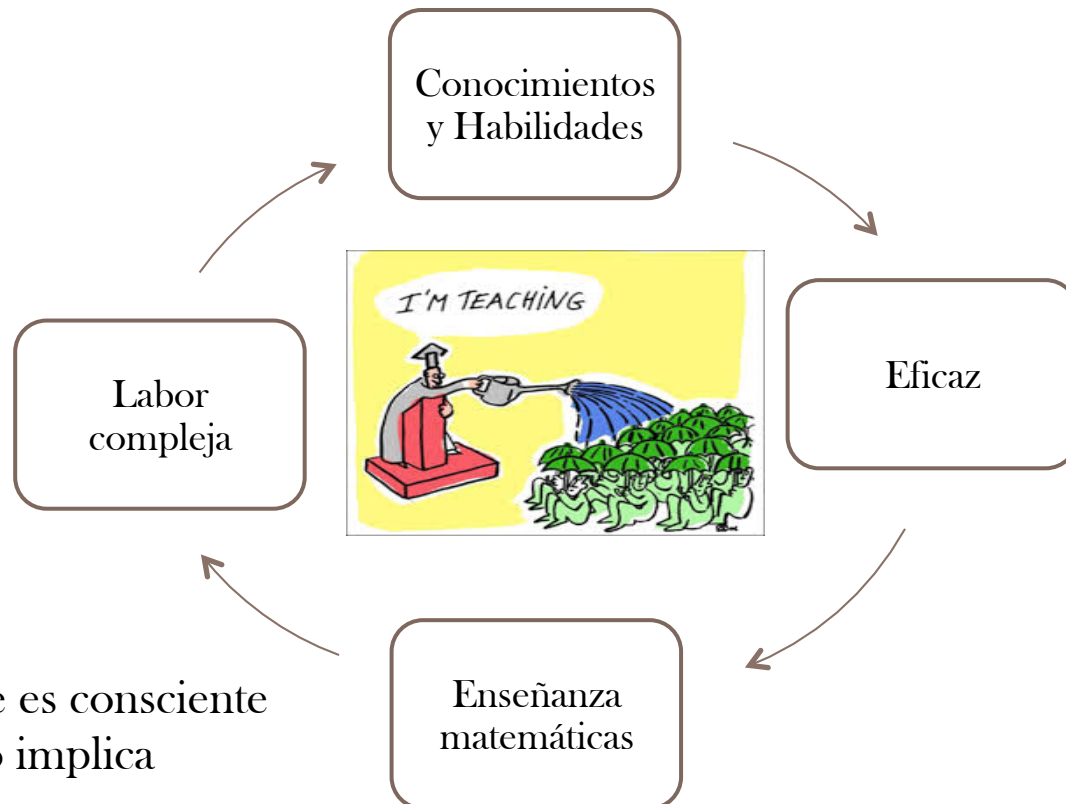 Conocimientos
y Habilidades
I'M TEACHING
Eficaz
Labor
compleja
Enseñanza
matemáticas
e es consciente
o implica